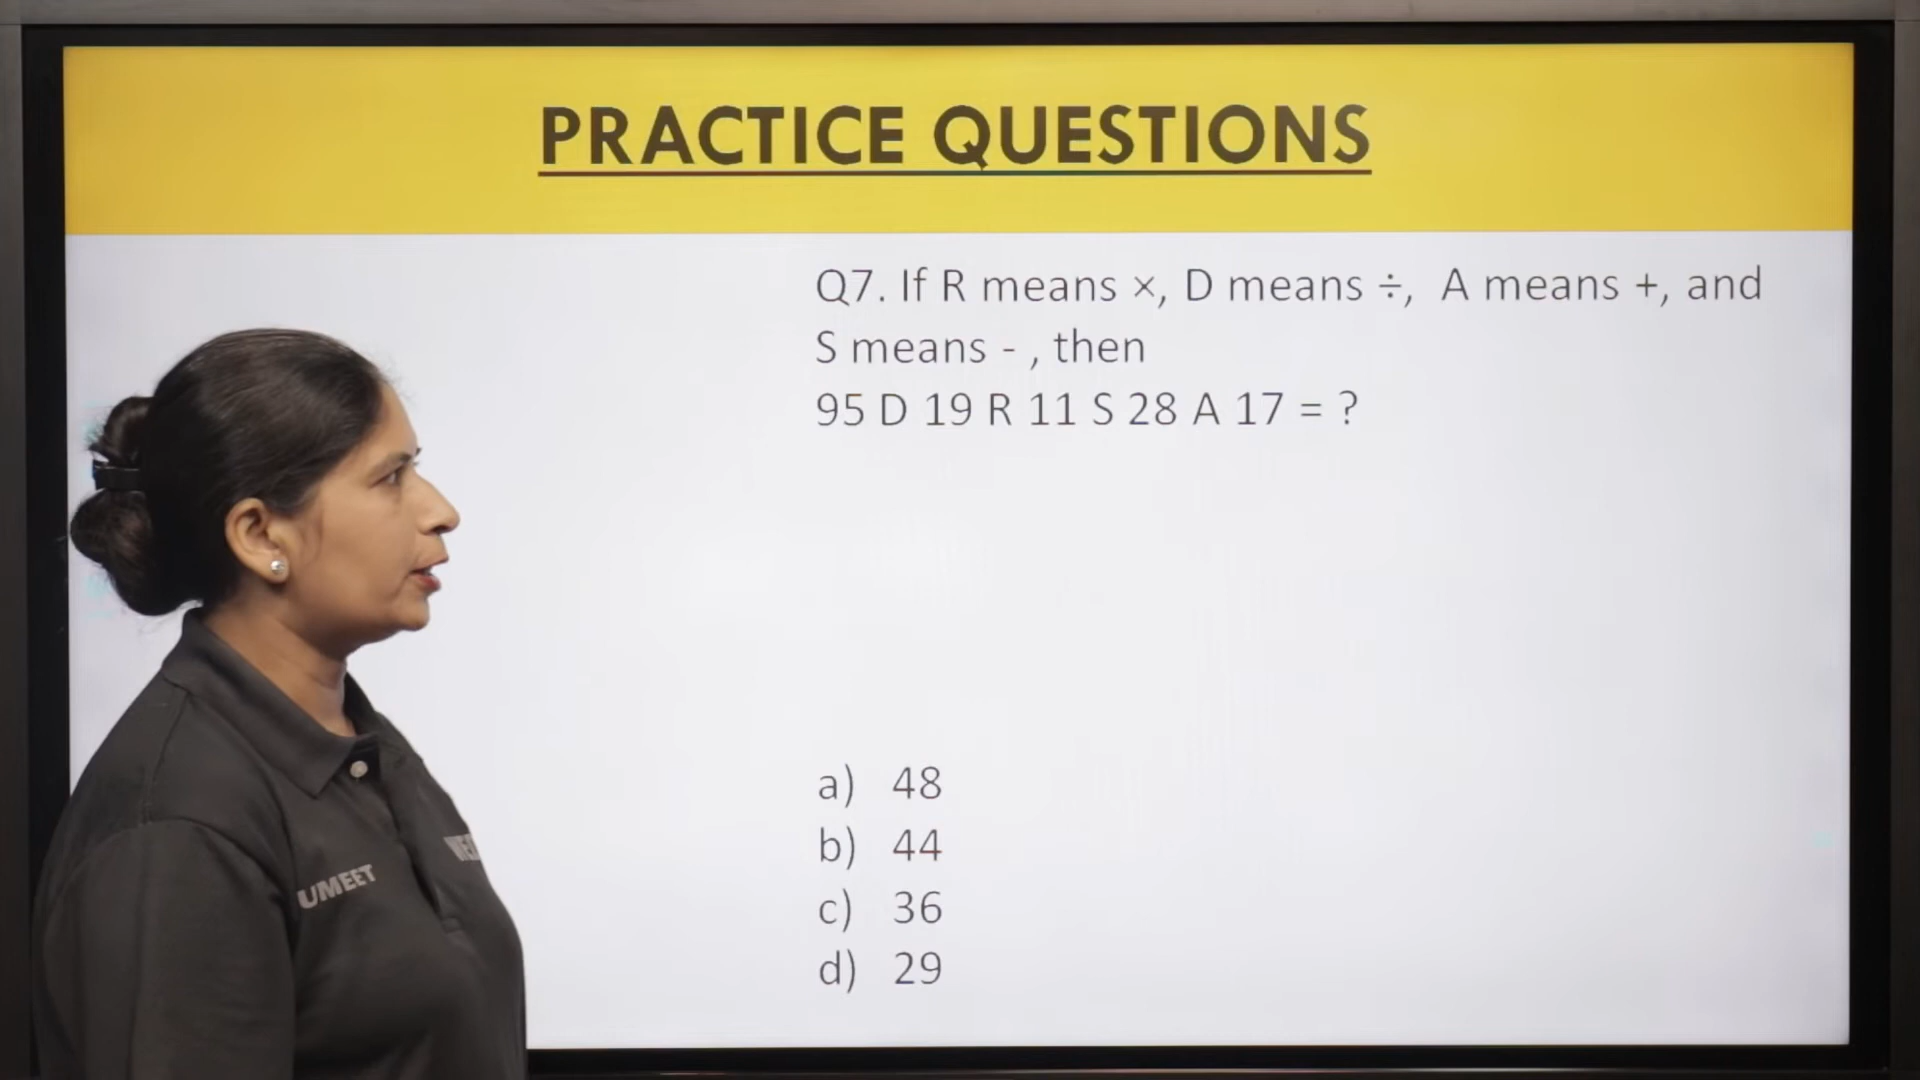 PRACTICE QUESTIONS
Q7. If R means ×, D means ÷, A means +, and
S means - , then
95 D 19 R 11 S 28 A 17 = ?
a) 48
b) 44
c) 36
d) 29
UMEET